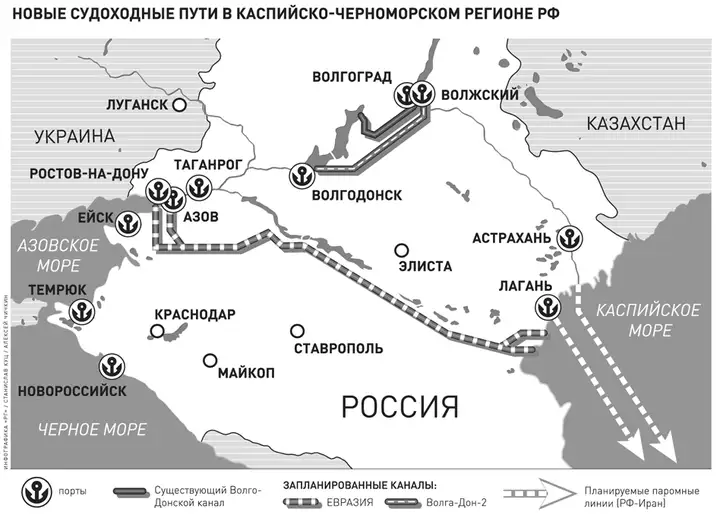 НОВЫЕ СУДОХОДНЫЕ ПУТИ В КАСПИЙСКО-ЧЕРНОМОРСКОМ РЕГИОНЕ РФ
ВОЛГОГРАД
ВОЛЖСКИЙ
ЛУГАНСК
КАЗАХСТАН
УКРАИНА
ТАГАНРОГ
РОСТОВ-НА-ДОНУ
ВОЛГОДОНСК
АЗОВ
ЕЙСК
АСТРАХАНЬ
АЗОВСКОЕ
МОРЕ
ЭЛИСТА
ЛАГАНЬ
ТЕМРЮК
КАСПИЙСКОЕ
МОРЕ
КРАСНОДАР
СТАВРОПОЛЬ
МАЙКОП
НОВОРОССИЙСК
РОССИЯ
ЧЕРНОЕ МОРЕ
ИНФОГРАФИКА «РГ» / СТАНИСЛАВ КУЦ / АЛЕКСЕЙ ЧИЧКИН
порты
Существующий Волго-
Донской канал
ЗАПЛАНИРОВАННЫЕ КАНАЛЫ:
ЕВРАЗИЯ
Волга-Дон-2
Планируемые паромные
линии (РФ-Иран)